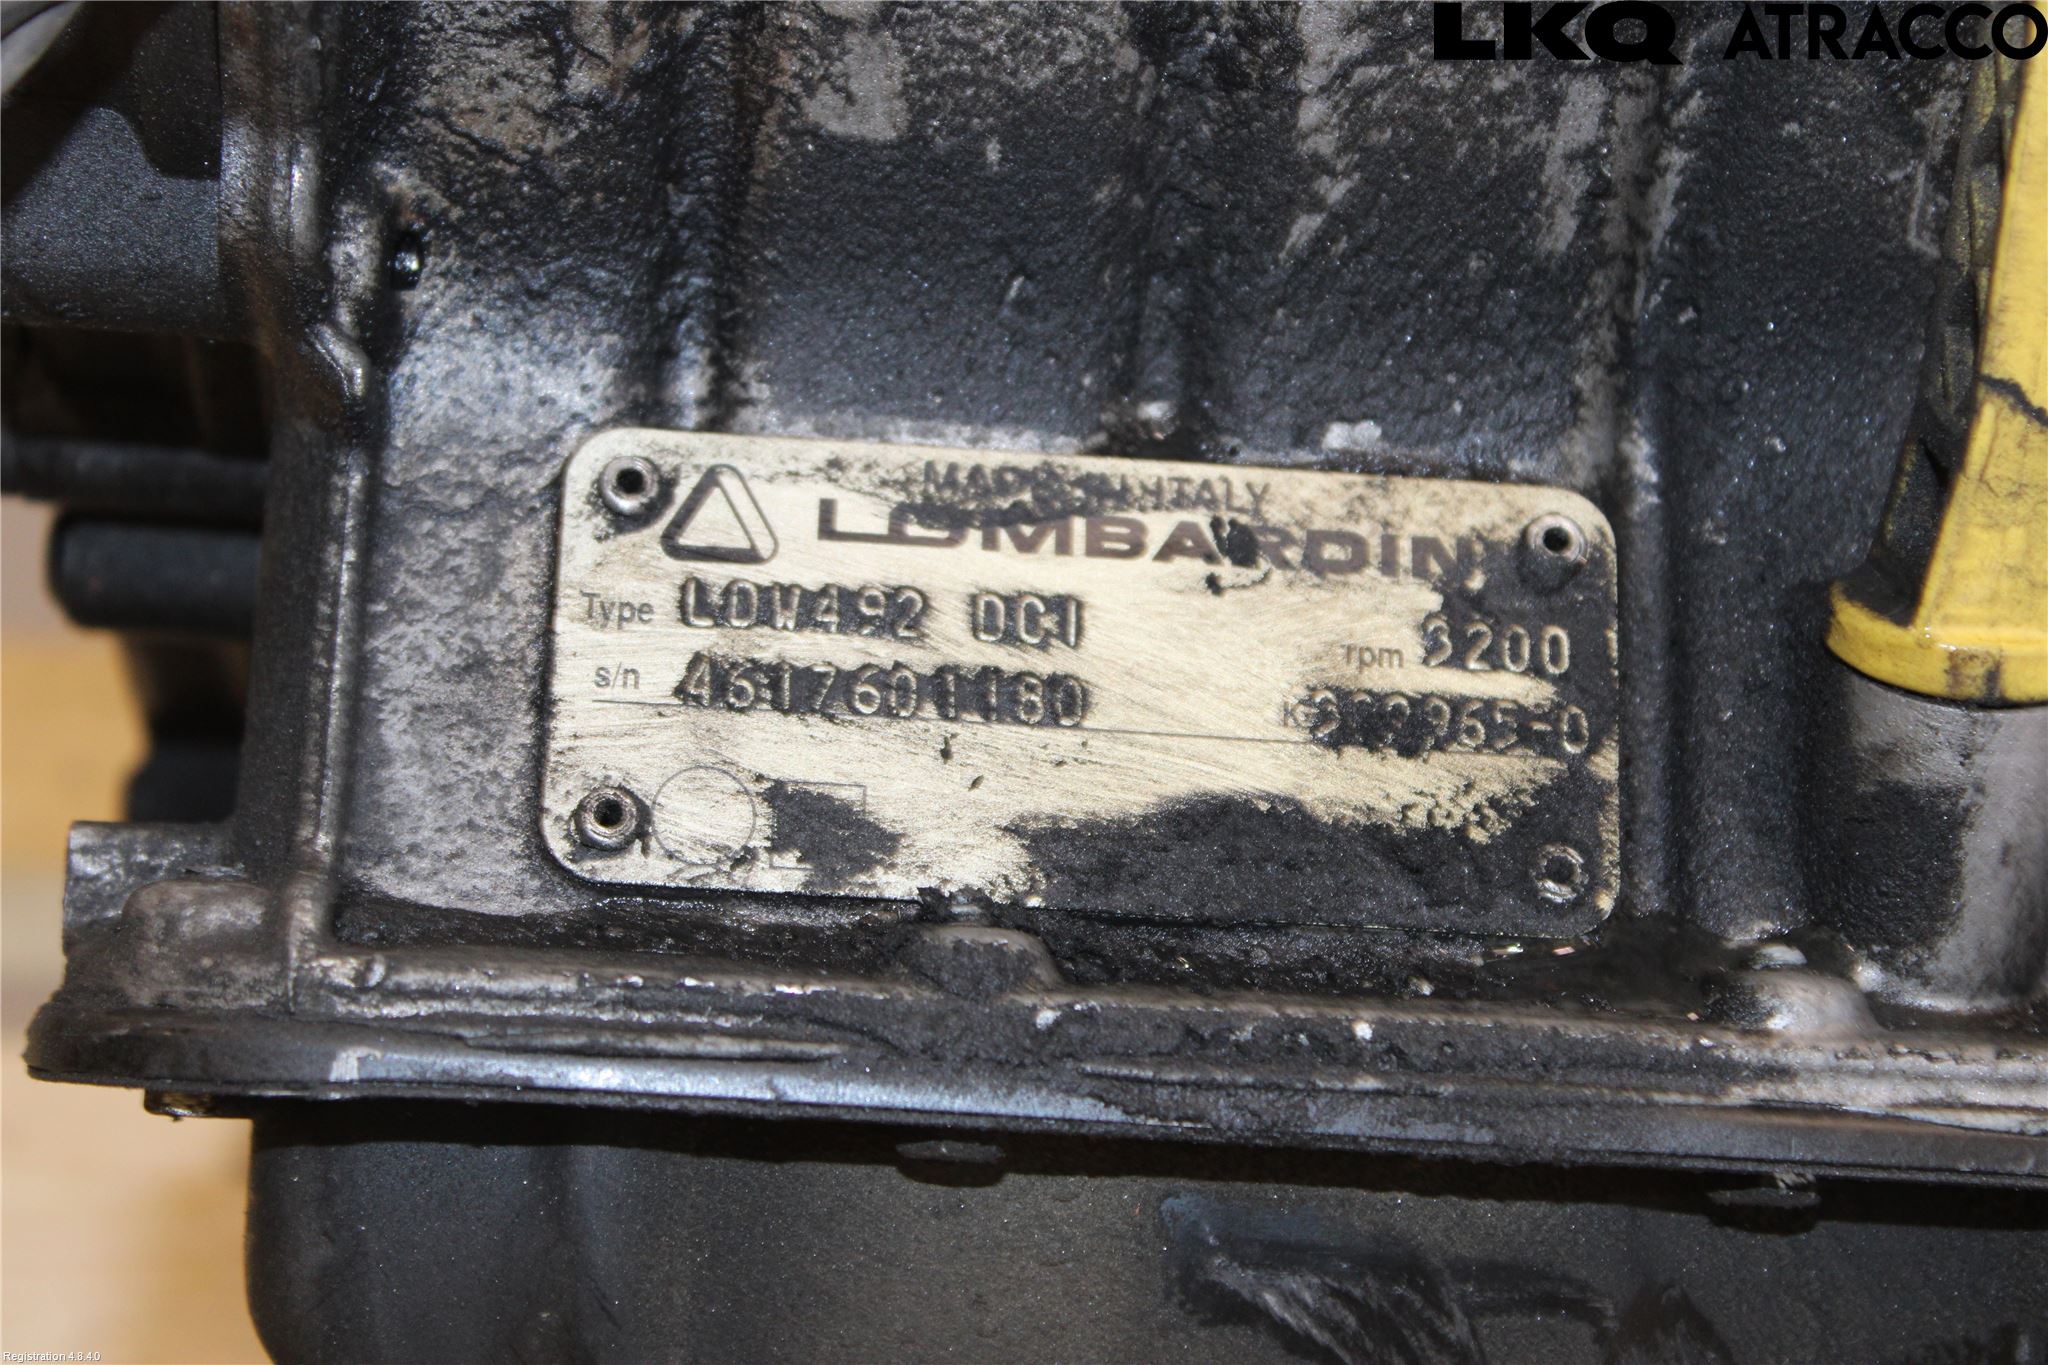 LKQ ATRACCO
MADE IN ITALY
LOMBARDINI
Type LDW492 DCI
rpm 3200
s/n 4617601180
K
Registration 4.8.4.0